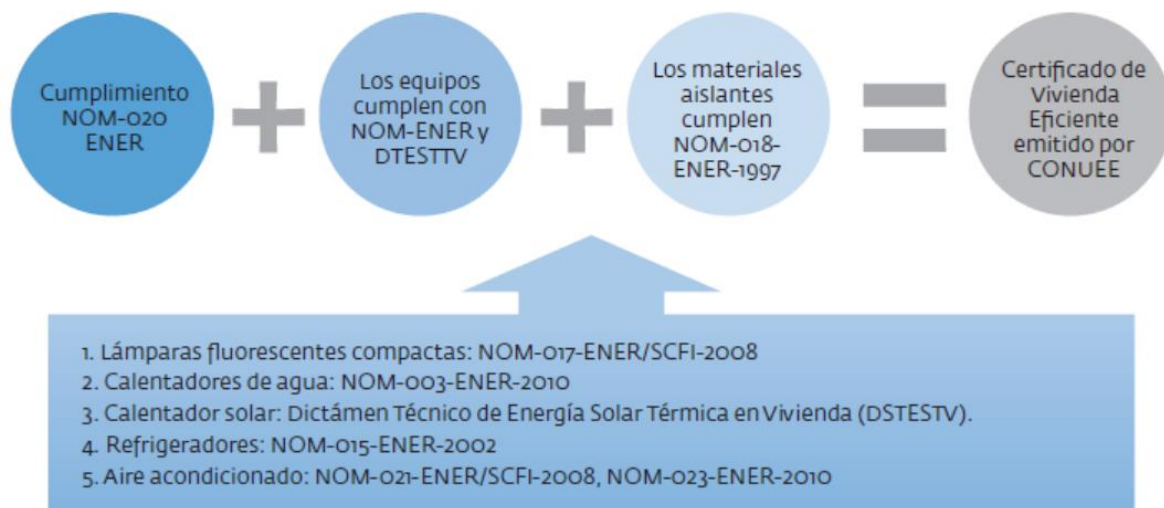 Cumplimiento
NOM-020
ENER
+
Los equipos
cumplen con
NOM-ENER y
DTESTTV
+
Los materiales
aislantes
cumplen
NOM-018-
ENER-1997
=
Certificado de
Vivienda
Eficiente
emitido por
CONUEE
1. Lámparas fluorescentes compactas: NOM-017-ENER/SCFI-2008
2. Calentadores de agua: NOM-003-ENER-2010
3. Calentador solar: Dictámen Técnico de Energía Solar Térmica en Vivienda (DSTESTV).
4. Refrigeradores: NOM-015-ENER-2002
5. Aire acondicionado: NOM-021-ENER/SCFI-2008, NOM-023-ENER-2010